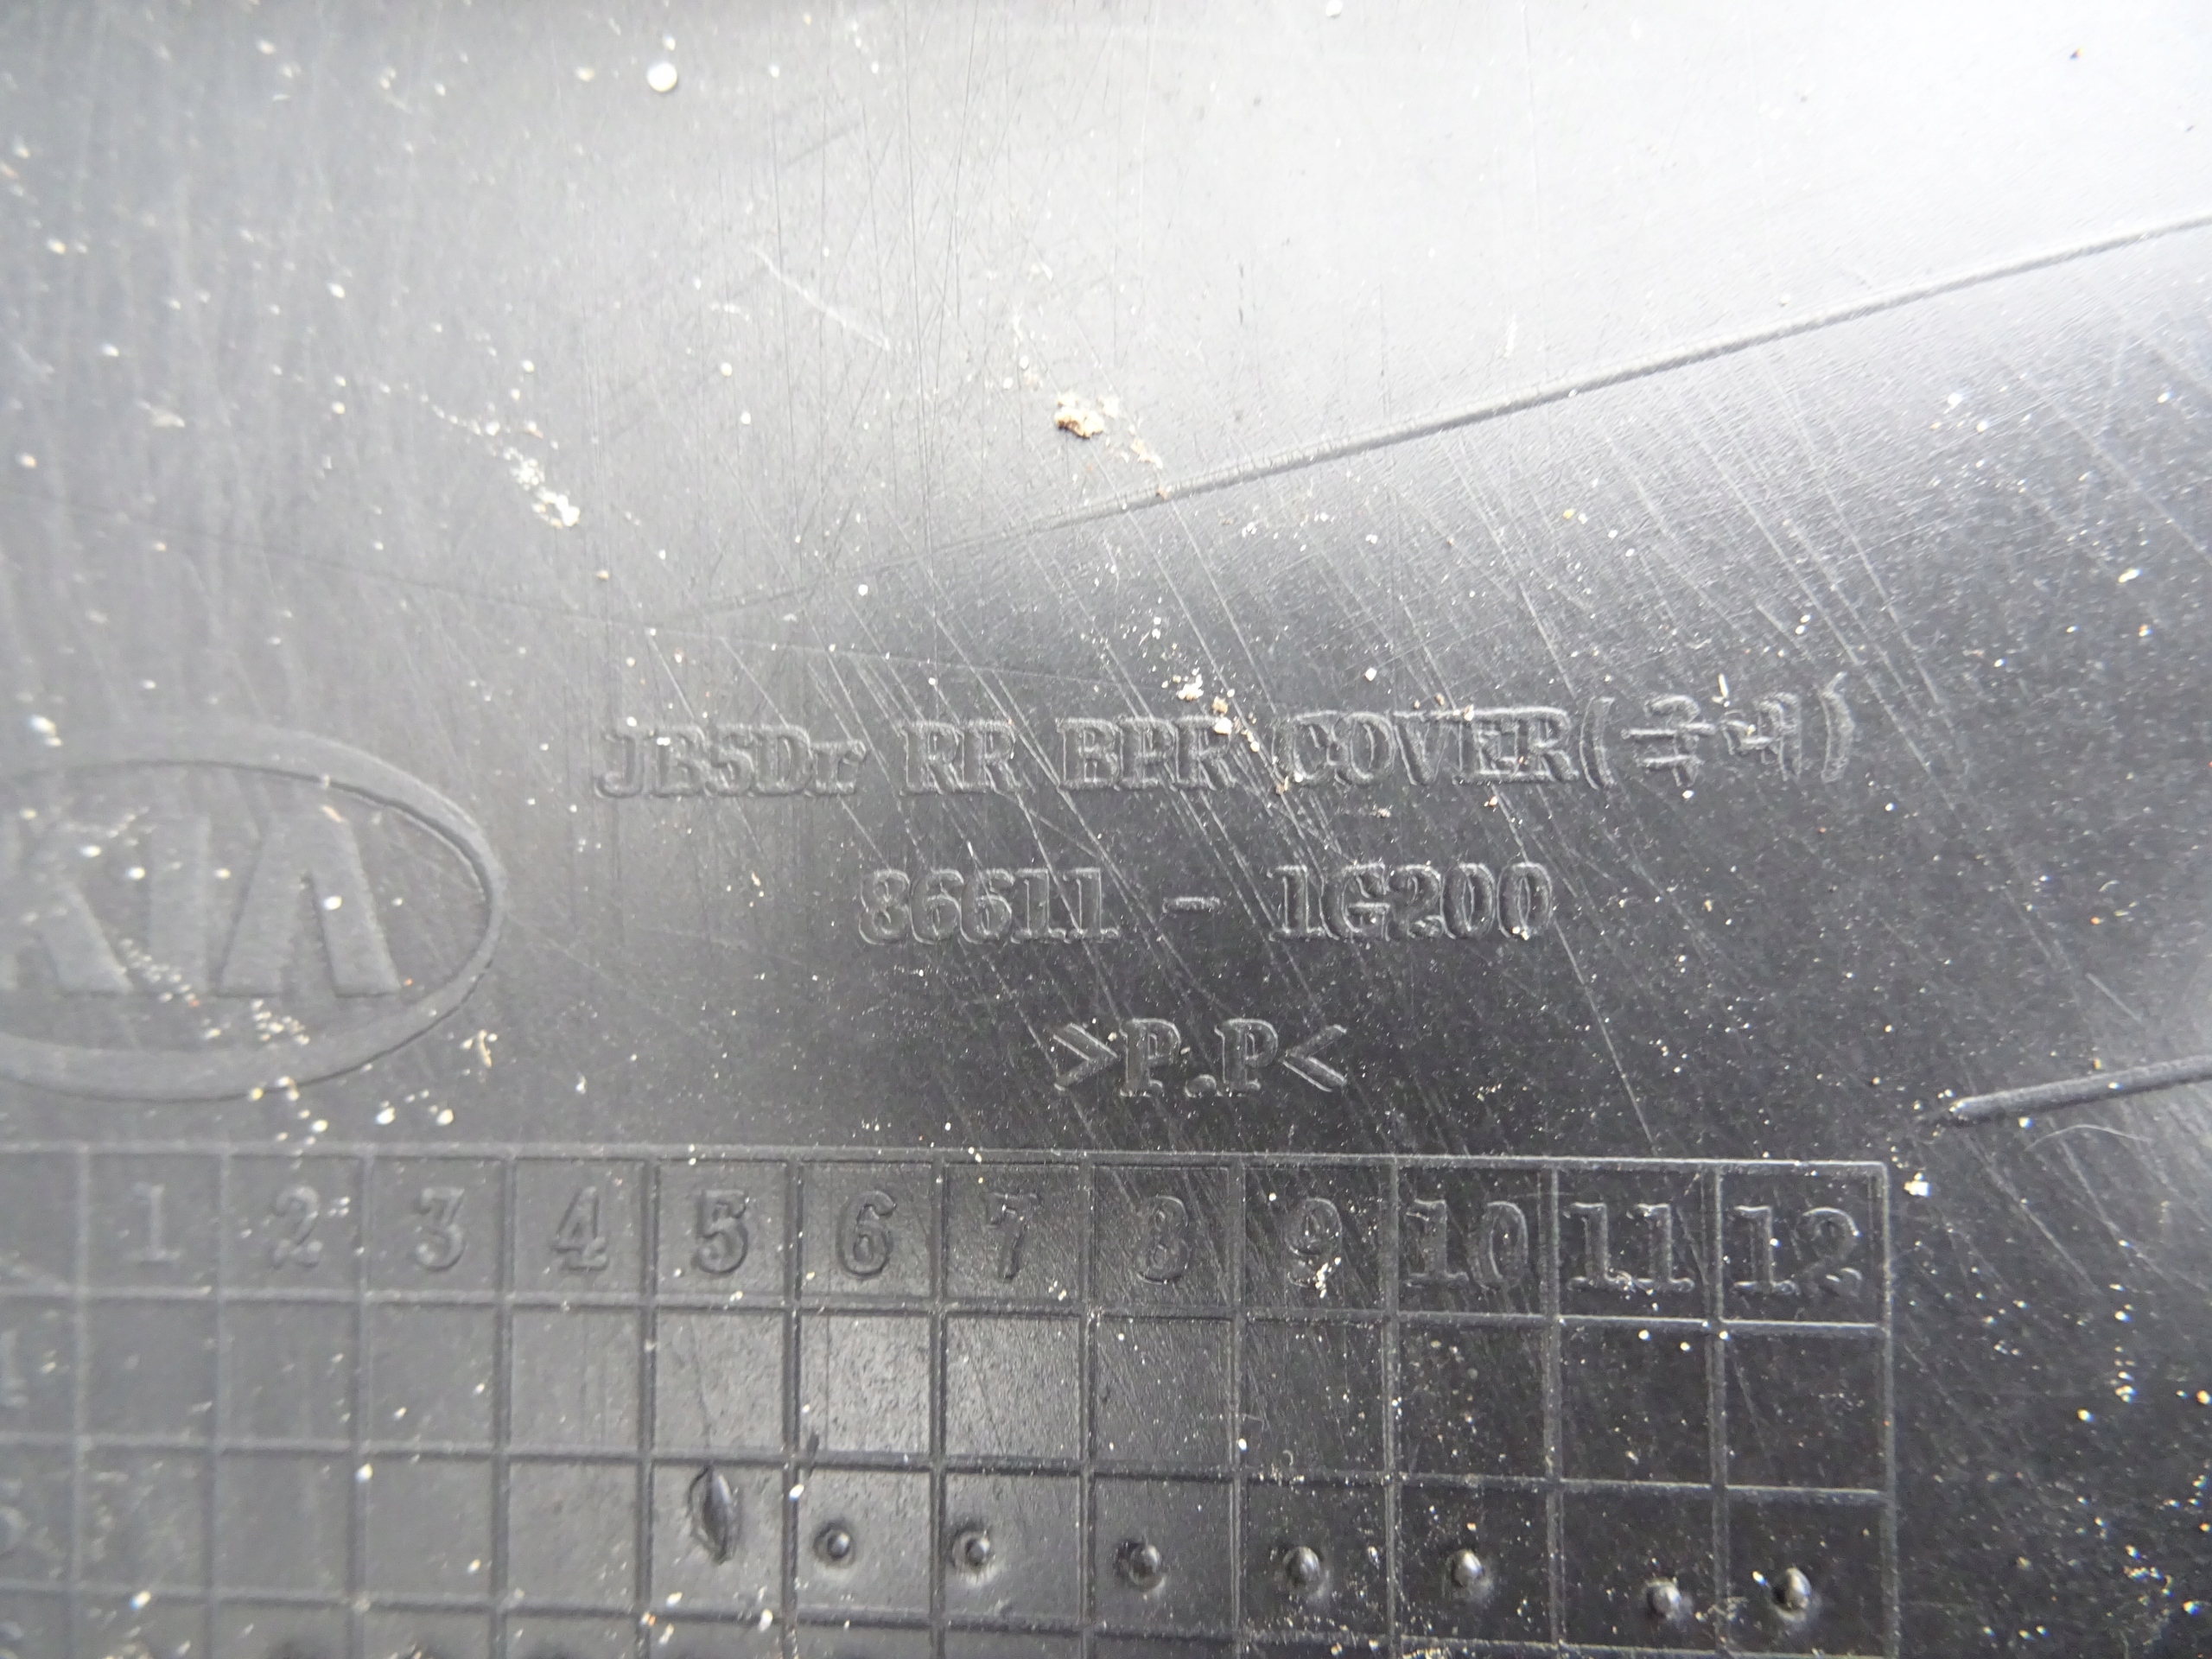 JB5Dr RR BPR COVER(국내)
KIA
86611 - 1G200
>P.P<
1 2 3 4 5 6 7 8 9 10 11 12